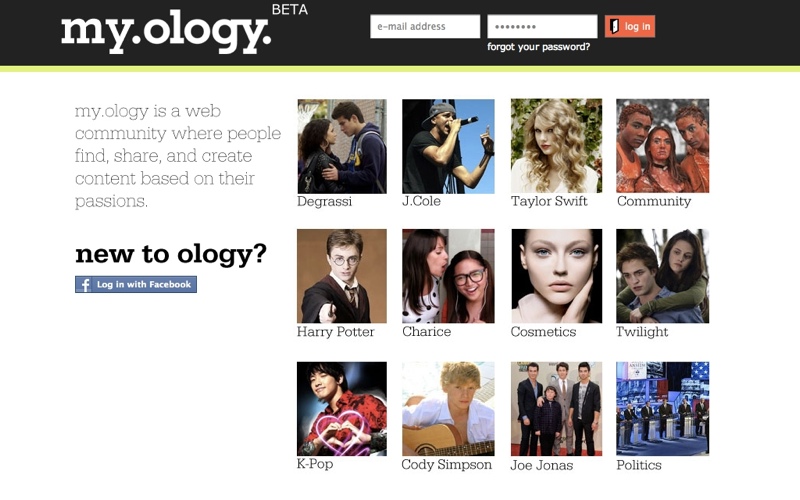 my.ology.
BETA
e-mail address
log in
forgot your password?
my.ology is a web
community where people
find, share, and create
content based on their
passions.
new to ology?
f Log in with Facebook
Degrassi
J.Cole
Taylor Swift
Community
Harry Potter
Charice
Cosmetics
Twilight
K-Pop
Cody Simpson
Joe Jonas
Politics